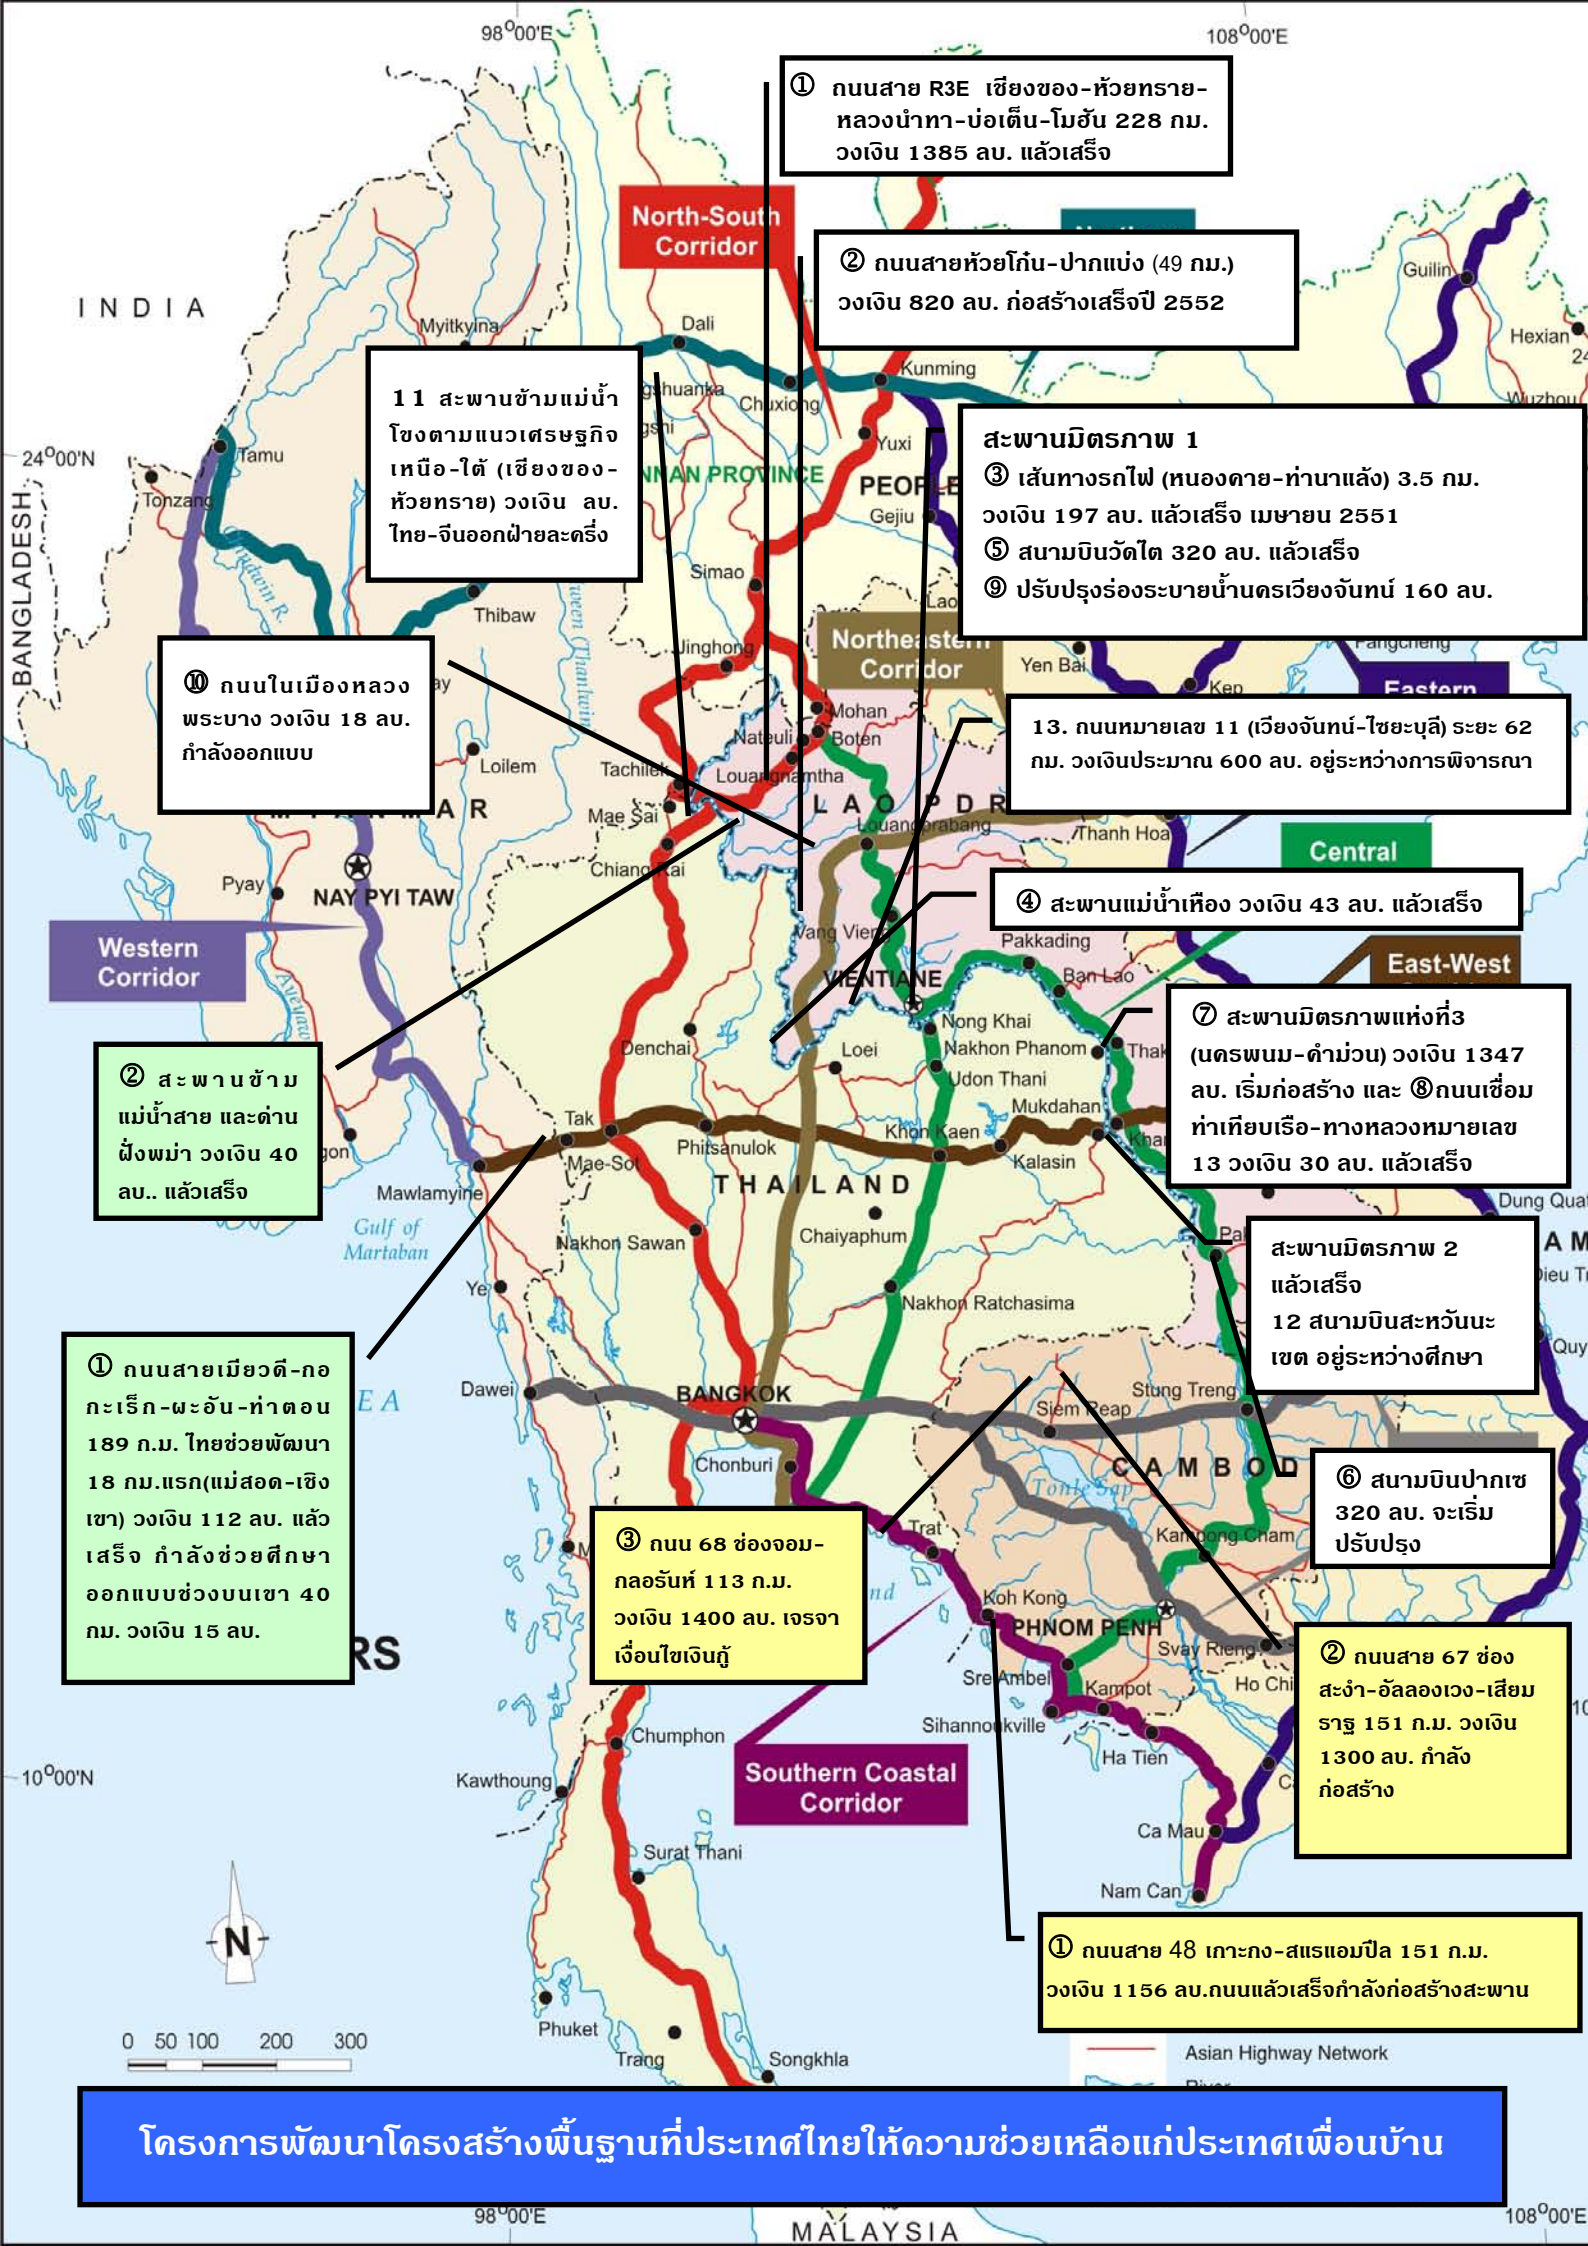 98⁰00'E
108⁰00'E
① ถนนสาย R3E เชียงของ-ห้วยทราย-
หลวงน้ำทา-บ่อเต็น-โมฮัน 228 กม.
วงเงิน 1385 ลบ. แล้วเสร็จ
North-South
Corridor
② ถนนสายห้วยโก๋น-ปากแบ่ง (49 กม.)
วงเงิน 820 ลบ. ก่อสร้างเสร็จปี 2552
Guilin
Hexian
INDIA
Myitkyina
Dali
Kunming
Chuxiong
Wuzhou
Yuxi
11 สะพานข้ามแม่น้ำ
โขงตามแนวเศรษฐกิจ
เหนือ-ใต้ (เชียงของ-
ห้วยทราย) วงเงิน ลบ.
ไทย-จีนออกฝ่ายละครึ่ง
สะพานมิตรภาพ 1
③ เส้นทางรถไฟ (หนองคาย-ท่านาแล้ง) 3.5 กม.
วงเงิน 197 ลบ. แล้วเสร็จ เมษายน 2551
⑤ สนามบินวัดไต 320 ลบ. แล้วเสร็จ
⑨ ปรับปรุงร่องระบายน้ำนครเวียงจันทน์ 160 ลบ.
24⁰00'N
Tamu
Tonzang
PROVINCE
Gejiu
BANGLADESH
Simao
Thibaw
Jinghong
Northeastern
Corridor
Yen Bai
Kep
Fangcheng
Eastern
⑩ ถนนในเมืองหลวง
พระบาง วงเงิน 18 ลบ.
กำลังออกแบบ
Mohan
Nateuli
Boten
Loilem
Tachilek
Louangnamtha
13. ถนนหมายเลข 11 (เวียงจันทน์-ไซยะบุลี) ระยะ 62
กม. วงเงินประมาณ 600 ลบ. อยู่ระหว่างการพิจารณา
LAO PDR
Mae Sai
Louangprabang
Thanh Hoa
Chiang Rai
Central
Pyay
NAY PYI TAW
④ สะพานแม่น้ำเหือง วงเงิน 43 ลบ. แล้วเสร็จ
Western
Corridor
Vang Vieng
Pakkading
VIENTIANE
Ban Lao
East-West
Nong Khai
Denchai
Loei
Nakhon Phanom
Udon Thani
⑦ สะพานมิตรภาพแห่งที่3
(นครพนม-คำม่วน) วงเงิน 1347
ลบ. เริ่มก่อสร้าง และ ⑧ถนนเชื่อม
ท่าเทียบเรือ-ทางหลวงหมายเลข
13 วงเงิน 30 ลบ. แล้วเสร็จ
② สะพานข้าม
แม่น้ำสาย และด่าน
ฝั่งพม่า วงเงิน 40
ลบ.. แล้วเสร็จ
Mukdahan
Tak
Mae-Sot
Phitsanulok
Khon Kaen
Kalasin
Mawlamyine
THAILAND
Gulf of
Martaban
Chaiyaphum
Nakhon Sawan
Dung Quat
สะพานมิตรภาพ 2
แล้วเสร็จ
12 สนามบินสะหวันนะ
เขต อยู่ระหว่างศึกษา
Ye
Nakhon Ratchasima
① ถนนสายเมียวดี-กอ
กะเร็ก-ผะอัน-ท่าตอน
189 ก.ม. ไทยช่วยพัฒนา
18 กม.แรก(แม่สอด-เชิง
เขา) วงเงิน 112 ลบ. แล้ว
เสร็จ กำลังช่วยศึกษา
ออกแบบช่วงบนเขา 40
กม. วงเงิน 15 ลบ.
Dawei
BANGKOK
Stung Treng
Siem Reap
Chonburi
CAMBOD
Tonle Sap
⑥ สนามบินปากเซ
320 ลบ. จะเริ่ม
ปรับปรุง
③ ถนน 68 ช่องจอม-
กลอรันห์ 113 ก.ม.
วงเงิน 1400 ลบ. เจรจา
เงื่อนไขเงินกู้
Trat
Kampong Cham
Koh Kong
PHNOM PENH
Svay Rieng
② ถนนสาย 67 ช่อง
สะงำ-อัลลองเวง-เสียม
ราฐ 151 ก.ม. วงเงิน
1300 ลบ. กำลัง
ก่อสร้าง
Sre Ambel
Kampot
Ho Chi
Sihannoukville
Ha Tien
Chumphon
10⁰00'N
Kawthoung
Southern Coastal
Corridor
Ca Mau
Surat Thani
Nam Can
N
① ถนนสาย 48 เกาะกง-สแรแอมปึล 151 ก.ม.
วงเงิน 1156 ลบ.ถนนแล้วเสร็จกำลังก่อสร้างสะพาน
Phuket
0 50 100 200 300
Trang
Songkhla
Asian Highway Network
โครงการพัฒนาโครงสร้างพื้นฐานที่ประเทศไทยให้ความช่วยเหลือแก่ประเทศเพื่อนบ้าน
98⁰00'E
108⁰00'E
MALAYSIA